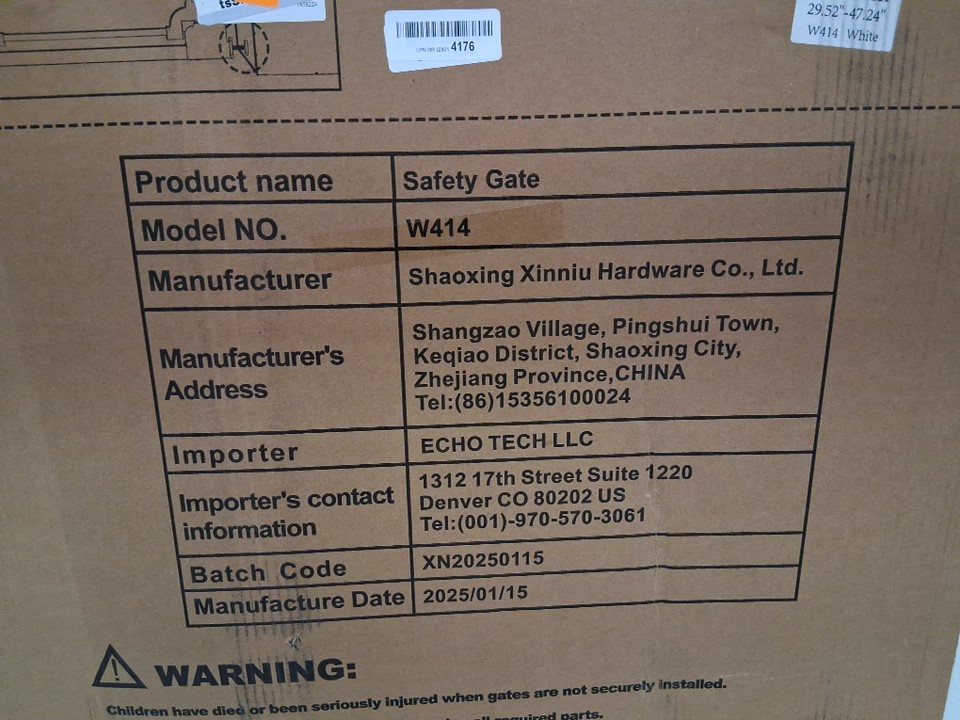 29.52"-47.24"
W414 White
4176
Product name
Safety Gate
Model NO.
W414
Manufacturer
Shaoxing Xinniu Hardware Co., Ltd.
Manufacturer's
Address
Shangzao Village, Pingshui Town,
Keqiao District, Shaoxing City,
Zhejiang Province,CHINA
Tel:(86)15356100024
Importer
ECHO TECH LLC
Importer's contact
information
1312 17th Street Suite 1220
Denver CO 80202 US
Tel:(001)-970-570-3061
Batch Code
XN20250115
Manufacture Date
2025/01/15
WARNING:
Children have died or been seriously injured when gates are not securely installed.
required parts.